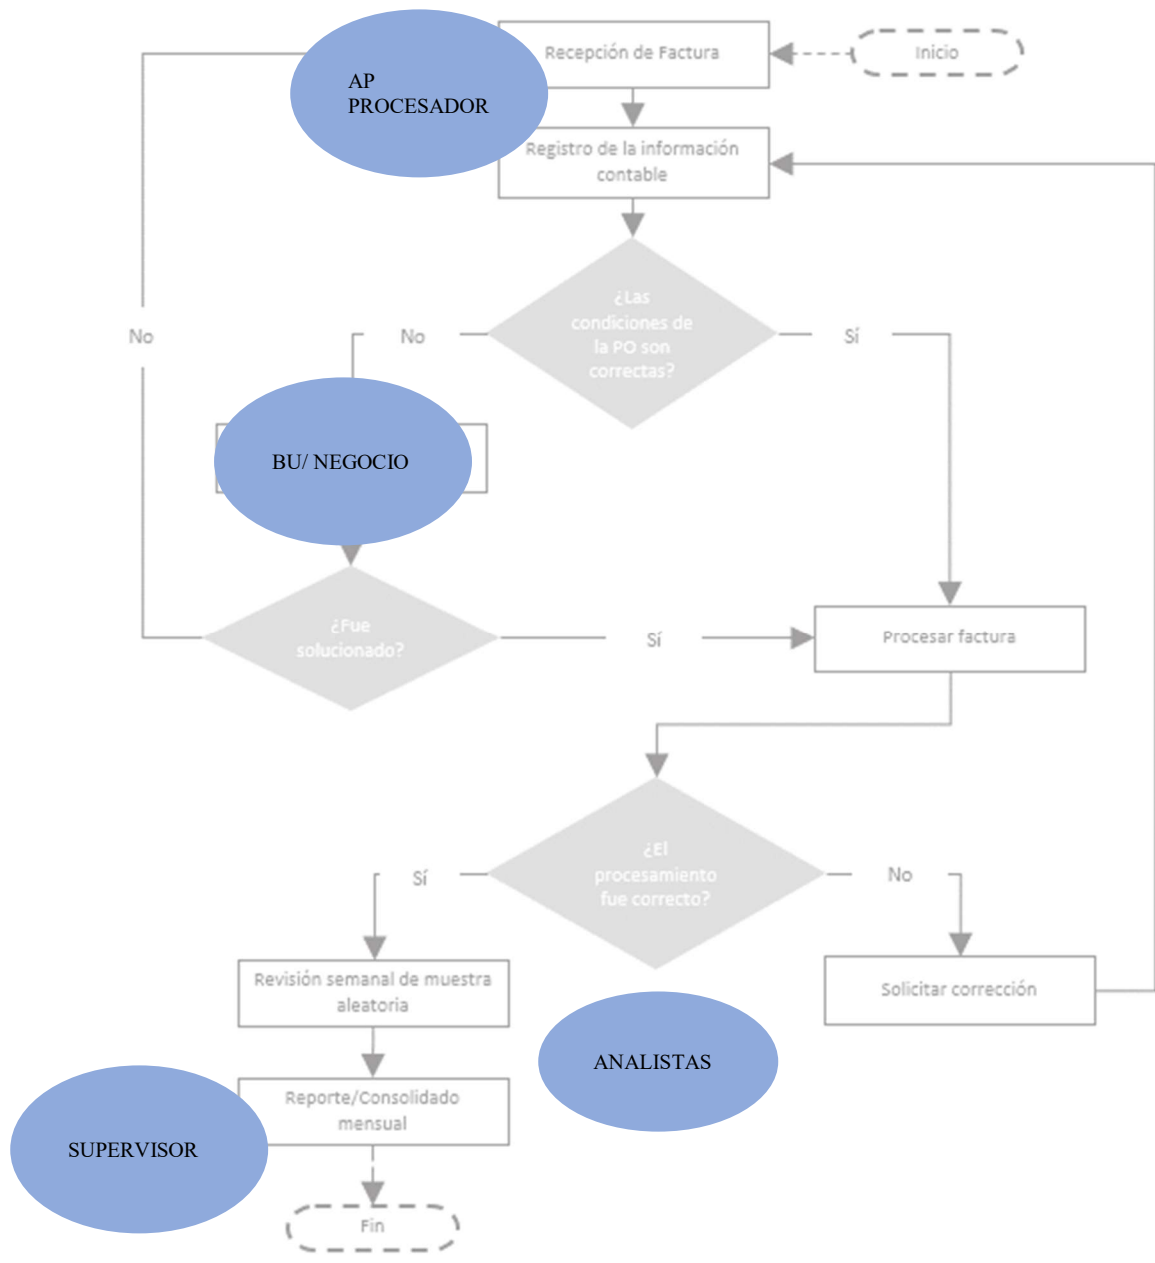 Recepción de Factura
Inicio
AP
PROCESADOR
Registro de la información
contable
¿Las
condiciones de
la PO son
correctas?
No
No
Sí
BU/ NEGOCIO
¿Fue
solucionado?
Sí
Procesar factura
¿El
procesamiento
fue correcto?
Sí
No
Revisión semanal de muestra
aleatoria
Solicitar corrección
ANALISTAS
Reporte/Consolidado
mensual
SUPERVISOR
Fin